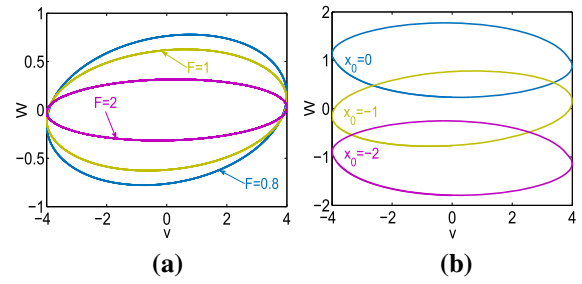 1
0.5
0
−0.5
−1
W
F=1
F=2
F=0.8
−4 −2 0 2 4
v
(a)
2
1
0
−1
−2
W
x₀=0
x₀=−1
x₀=−2
−4 −2 0 2 4
v
(b)